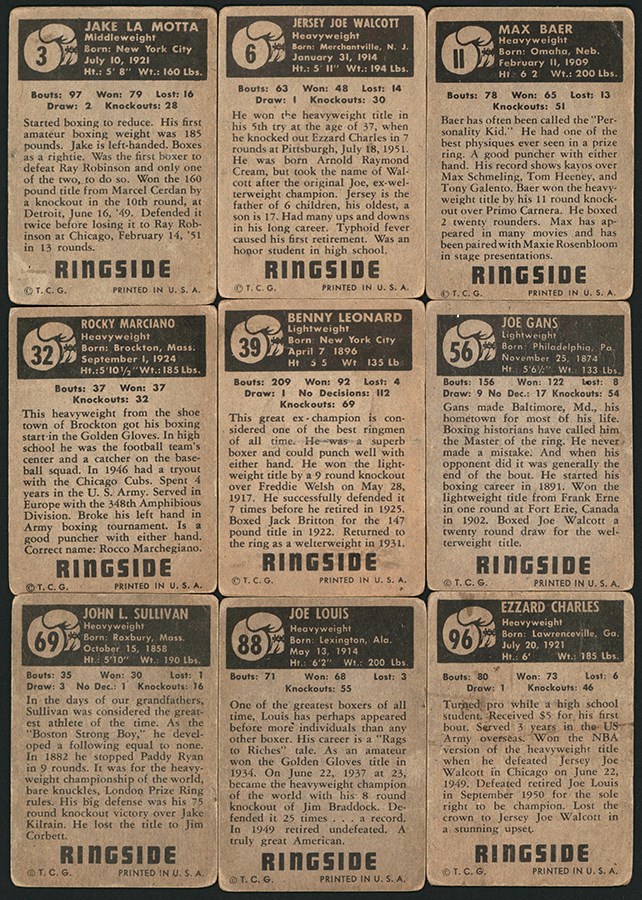 3
JAKE LA MOTTA
Middleweight
Born: New York City
July 10, 1921
Ht.: 5' 8" Wt.: 160 Lbs.
Bouts: 97 Won: 79 Lost: 16
Draw: 2 Knockouts: 28
Started boxing to reduce. His first
amateur boxing weight was 185
pounds. Jake is left-handed. Boxes
as a rightie. Was the first boxer to
defeat Ray Robinson and only one
of the two, to do so. Won the 160
pound title from Marcel Cerdan by
a knockout in the 10th round, at
Detroit, June 16, '49. Defended it
twice before losing it to Ray Rob-
inson at Chicago, February 14, '51
in 13 rounds.
RINGSIDE
© T. C. G. PRINTED IN U. S. A.
6
JERSEY JOE WALCOTT
Heavyweight
Born: Merchantville, N. J.
January 31, 1914
Ht.: 5' 11" Wt.: 194 Lbs.
Bouts: 63 Won: 48 Lost: 14
Draw: 1 Knockouts: 30
He won the heavyweight title in
his 5th try at the age of 37, when
he knocked out Ezzard Charles in 7
rounds at Pittsburgh, July 18, 1951.
He was born Arnold Raymond
Cream, but took the name of Wal-
cott after the original Joe, ex-wel-
terweight champion. Jersey is the
father of 6 children, his oldest, a
son is 17. Had many ups and downs
in his long career. Typhoid fever
caused his first retirement. Was an
honor student in high school.
RINGSIDE
© T. C. G. PRINTED IN U. S. A.
11
MAX BAER
Heavyweight
Born: Omaha, Neb.
February 11, 1909
Ht: 6 2 Wt.: 200 Lbs.
Bouts: 78 Won: 65 Lost: 13
Knockouts: 51
Baer has often been called the "Per-
sonality Kid." He had one of the
best physiques ever seen in a prize
ring. A good puncher with either
hand. His record shows kayos over
Max Schmeling, Tom Heeney, and
Tony Galento. Baer won the heavy-
weight title by his 11 round knock-
out over Primo Carnera. He boxed
2 twenty rounders. Max has ap-
peared in many movies and has
been paired with Maxie Rosenbloom
in stage presentations.
RINGSIDE
© T. C. G. PRINTED IN U. S. A.
32
ROCKY MARCIANO
Heavyweight
Born: Brockton, Mass.
September 1, 1924
Ht.: 5'10½" Wt.: 185 Lbs.
Bouts: 37 Won: 37
Knockouts: 32
This heavyweight from the shoe
town of Brockton got his boxing
start in the Golden Gloves. In high
school he was the football team's
center and a catcher on the base-
ball squad. In 1946 had a tryout
with the Chicago Cubs. Spent 4
years in the U. S. Army. Served in
Europe with the 348th Amphibious
Division. Broke his left hand in
Army boxing tournament. Is a
good puncher with either hand.
Correct name: Rocco Marchegiano.
RINGSIDE
© T. C. G. PRINTED IN U. S. A.
39
BENNY LEONARD
Lightweight
Born: New York City
April 7 1896
Ht 5 5 Wt 135 Lb
Bouts: 209 Won: 92 Lost: 4
Draw: 1 No Decisions: 112
Knockouts: 69
This great ex-champion is con-
sidered one of the best ringmen
of all time. He was a superb
boxer and could punch well with
either hand. He won the light-
weight title by a 9 round knockout
over Freddie Welsh on May 28,
1917. He successfully defended it
7 times before he retired in 1925.
Boxed Jack Britton for the 147
pound title in 1922. Returned to
the ring as a welterweight in 1931.
RINGSIDE
© T. C. G. PRINTED IN U. S. A.
56
JOE GANS
Lightweight
Born: Philadelphia, Pa.
November 25, 1874
Ht.: 5'6½" Wt.: 133 Lbs.
Bouts: 156 Won: 122 Lost: 8
Draw: 9 No Dec.: 17 Knockouts: 54
Gans made Baltimore, Md., his
hometown for most of his life.
Boxing historians have called him
the Master of the ring. He never
made a mistake. And when his
opponent did it was generally the
end of the bout. He started his
boxing career in 1891. Won the
lightweight title from Frank Erne
in one round at Fort Erie, Canada
in 1902. Boxed Joe Walcott a
twenty round draw for the wel-
terweight title.
RINGSIDE
© T. C. G. PRINTED IN U. S. A.
69
JOHN L. SULLIVAN
Heavyweight
Born: Roxbury, Mass.
October 15, 1858
Ht.: 5'10" Wt.: 190 Lbs.
Bouts: 35 Won: 30 Lost: 1
Draw: 3 No Dec.: 1 Knockouts: 16
In the days of our grandfathers,
Sullivan was considered the great-
est athlete of the time. As the
"Boston Strong Boy," he devel-
oped a following equal to none.
In 1882 he stopped Paddy Ryan
in 9 rounds. It was for the heavy-
weight championship of the world,
bare knuckles, London Prize Ring
rules. His big defense was his 75
round knockout victory over Jake
Kilrain. He lost the title to Jim
Corbett.
RINGSIDE
© T. C. G. PRINTED IN U. S. A.
88
JOE LOUIS
Heavyweight
Born: Lexington, Ala.
May 13, 1914
Ht.: 6'2" Wt.: 200 Lbs.
Bouts: 71 Won: 68 Lost: 3
Knockouts: 55
One of the greatest boxers of all
time, Louis has perhaps appeared
before more individuals than any
other boxer. His career is a "Rags
to Riches" tale. As an amateur
won the Golden Gloves title in
1934. On June 22, 1937 at 23,
became the heavyweight champion
of the world with his 8 round
knockout of Jim Braddock. De-
fended it 25 times . . . a record.
In 1949 retired undefeated. A
truly great American.
RINGSIDE
© T. C. G. PRINTED IN U. S. A.
96
EZZARD CHARLES
Heavyweight
Born: Lawrenceville, Ga.
July 20, 1921
Ht.: 6' Wt.: 185 Lbs.
Bouts: 80 Won: 73 Lost: 6
Draw: 1 Knockouts: 46
Turned pro while a high school
student. Received $5 for his first
bout. Served 3 years in the US
Army overseas. Won the NBA
version of the heavyweight title
when he defeated Jersey Joe
Walcott in Chicago on June 22,
1949. Defeated retired Joe Louis
in September 1950 for the sole
right to be champion. Lost the
crown to Jersey Joe Walcott in
a stunning upset.
RINGSIDE
© T. C. G. PRINTED IN U. S. A.